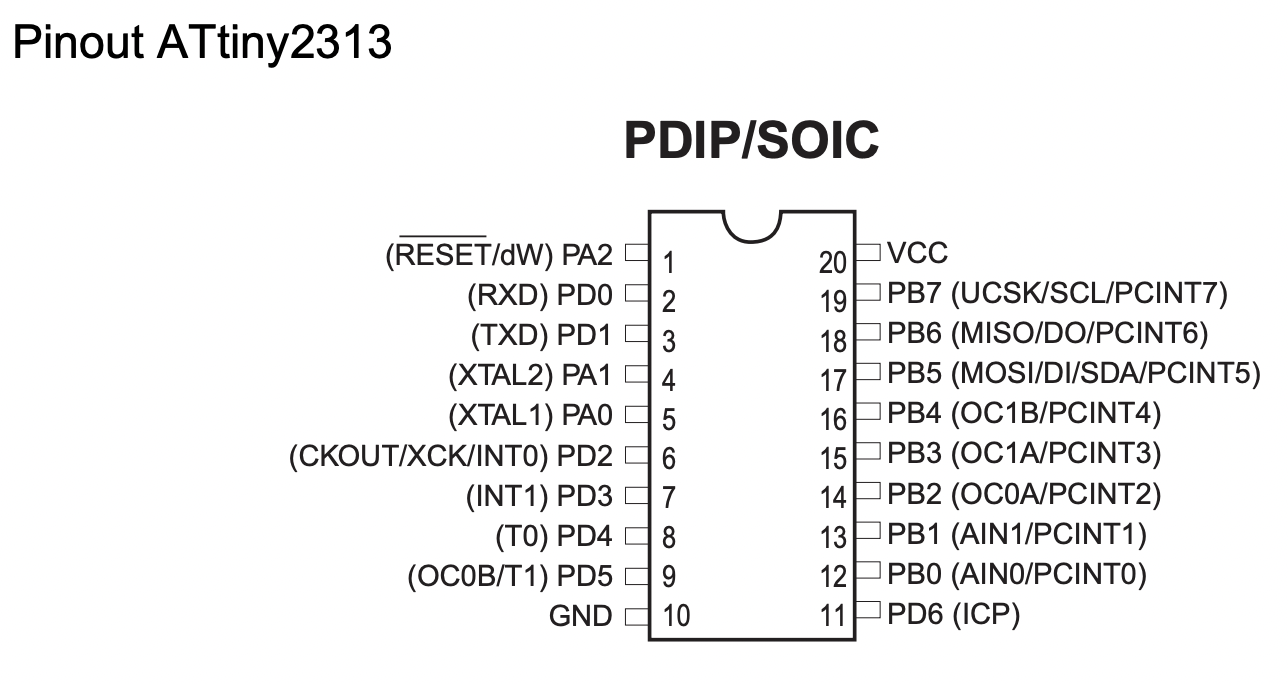 Pinout ATtiny2313
PDIP/SOIC
(RESET/dW) PA2 1 20 VCC
(RXD) PD0 2 19 PB7 (UCSK/SCL/PCINT7)
(TXD) PD1 3 18 PB6 (MISO/DO/PCINT6)
(XTAL2) PA1 4 17 PB5 (MOSI/DI/SDA/PCINT5)
(XTAL1) PA0 5 16 PB4 (OC1B/PCINT4)
(CKOUT/XCK/INT0) PD2 6 15 PB3 (OC1A/PCINT3)
(INT1) PD3 7 14 PB2 (OC0A/PCINT2)
(T0) PD4 8 13 PB1 (AIN1/PCINT1)
(OC0B/T1) PD5 9 12 PB0 (AIN0/PCINT0)
GND 10 11 PD6 (ICP)